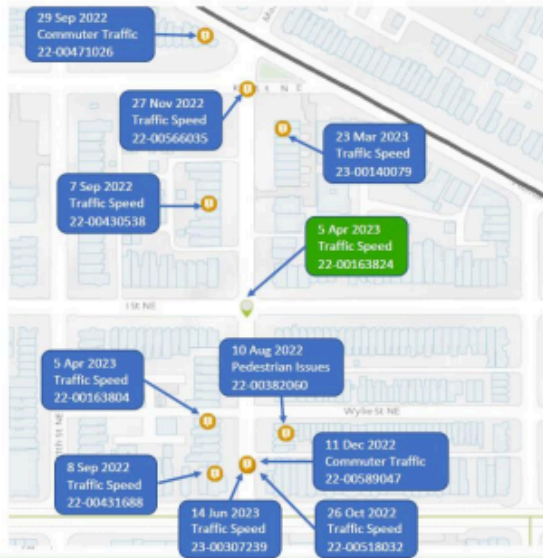 29 Sep 2022
Commuter Traffic
22-00471026
27 Nov 2022
Traffic Speed
22-00566035
23 Mar 2023
Traffic Speed
23-00140079
7 Sep 2022
Traffic Speed
22-00430538
5 Apr 2023
Traffic Speed
22-00163824
I St NE
10 Aug 2022
Pedestrian Issues
22-00382060
5 Apr 2023
Traffic Speed
22-00163804
Wylie St NE
11 Dec 2022
Commuter Traffic
22-00589047
8 Sep 2022
Traffic Speed
22-00431688
14 Jun 2023
Traffic Speed
23-00307239
26 Oct 2022
Traffic Speed
22-00518032